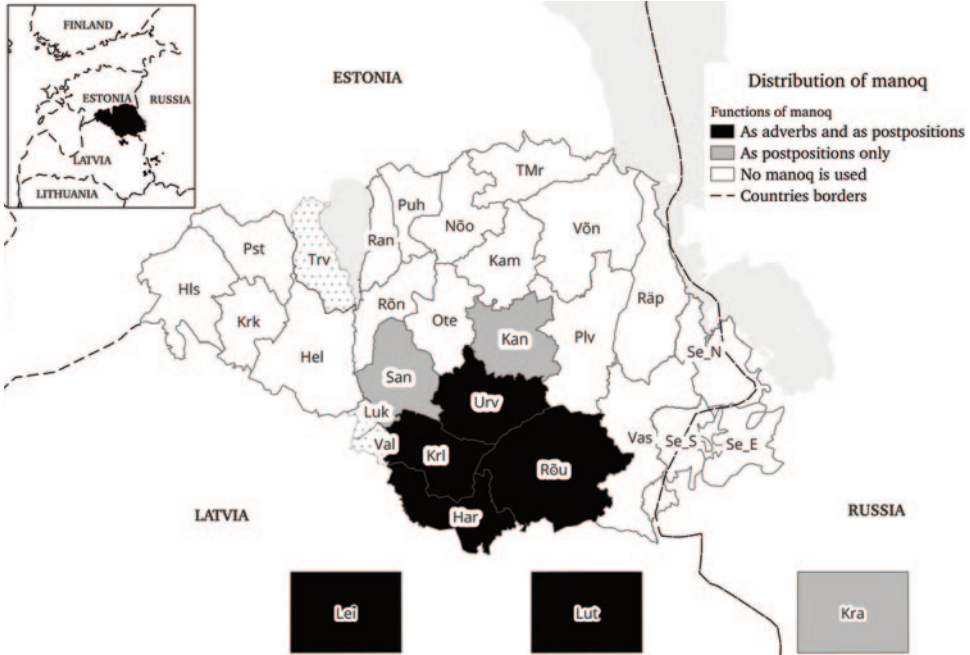 FINLAND
ESTONIA
RUSSIA
LATVIA
LITHUANIA
ESTONIA
Distribution of manoq
Functions of manoq
As adverbs and as postpositions
As postpositions only
No manoq is used
Countries borders
TMr
Puh
Nõo
Võn
Ran
Pst
Trv
Kam
Hls
Räp
Rõn
Krk
Ote
Kan
Plv
Hel
Se_N
San
Urv
Luk
Vas
Se_S
Se_E
Val
Krl
Rõu
Har
LATVIA
RUSSIA
Lei
Lut
Kra